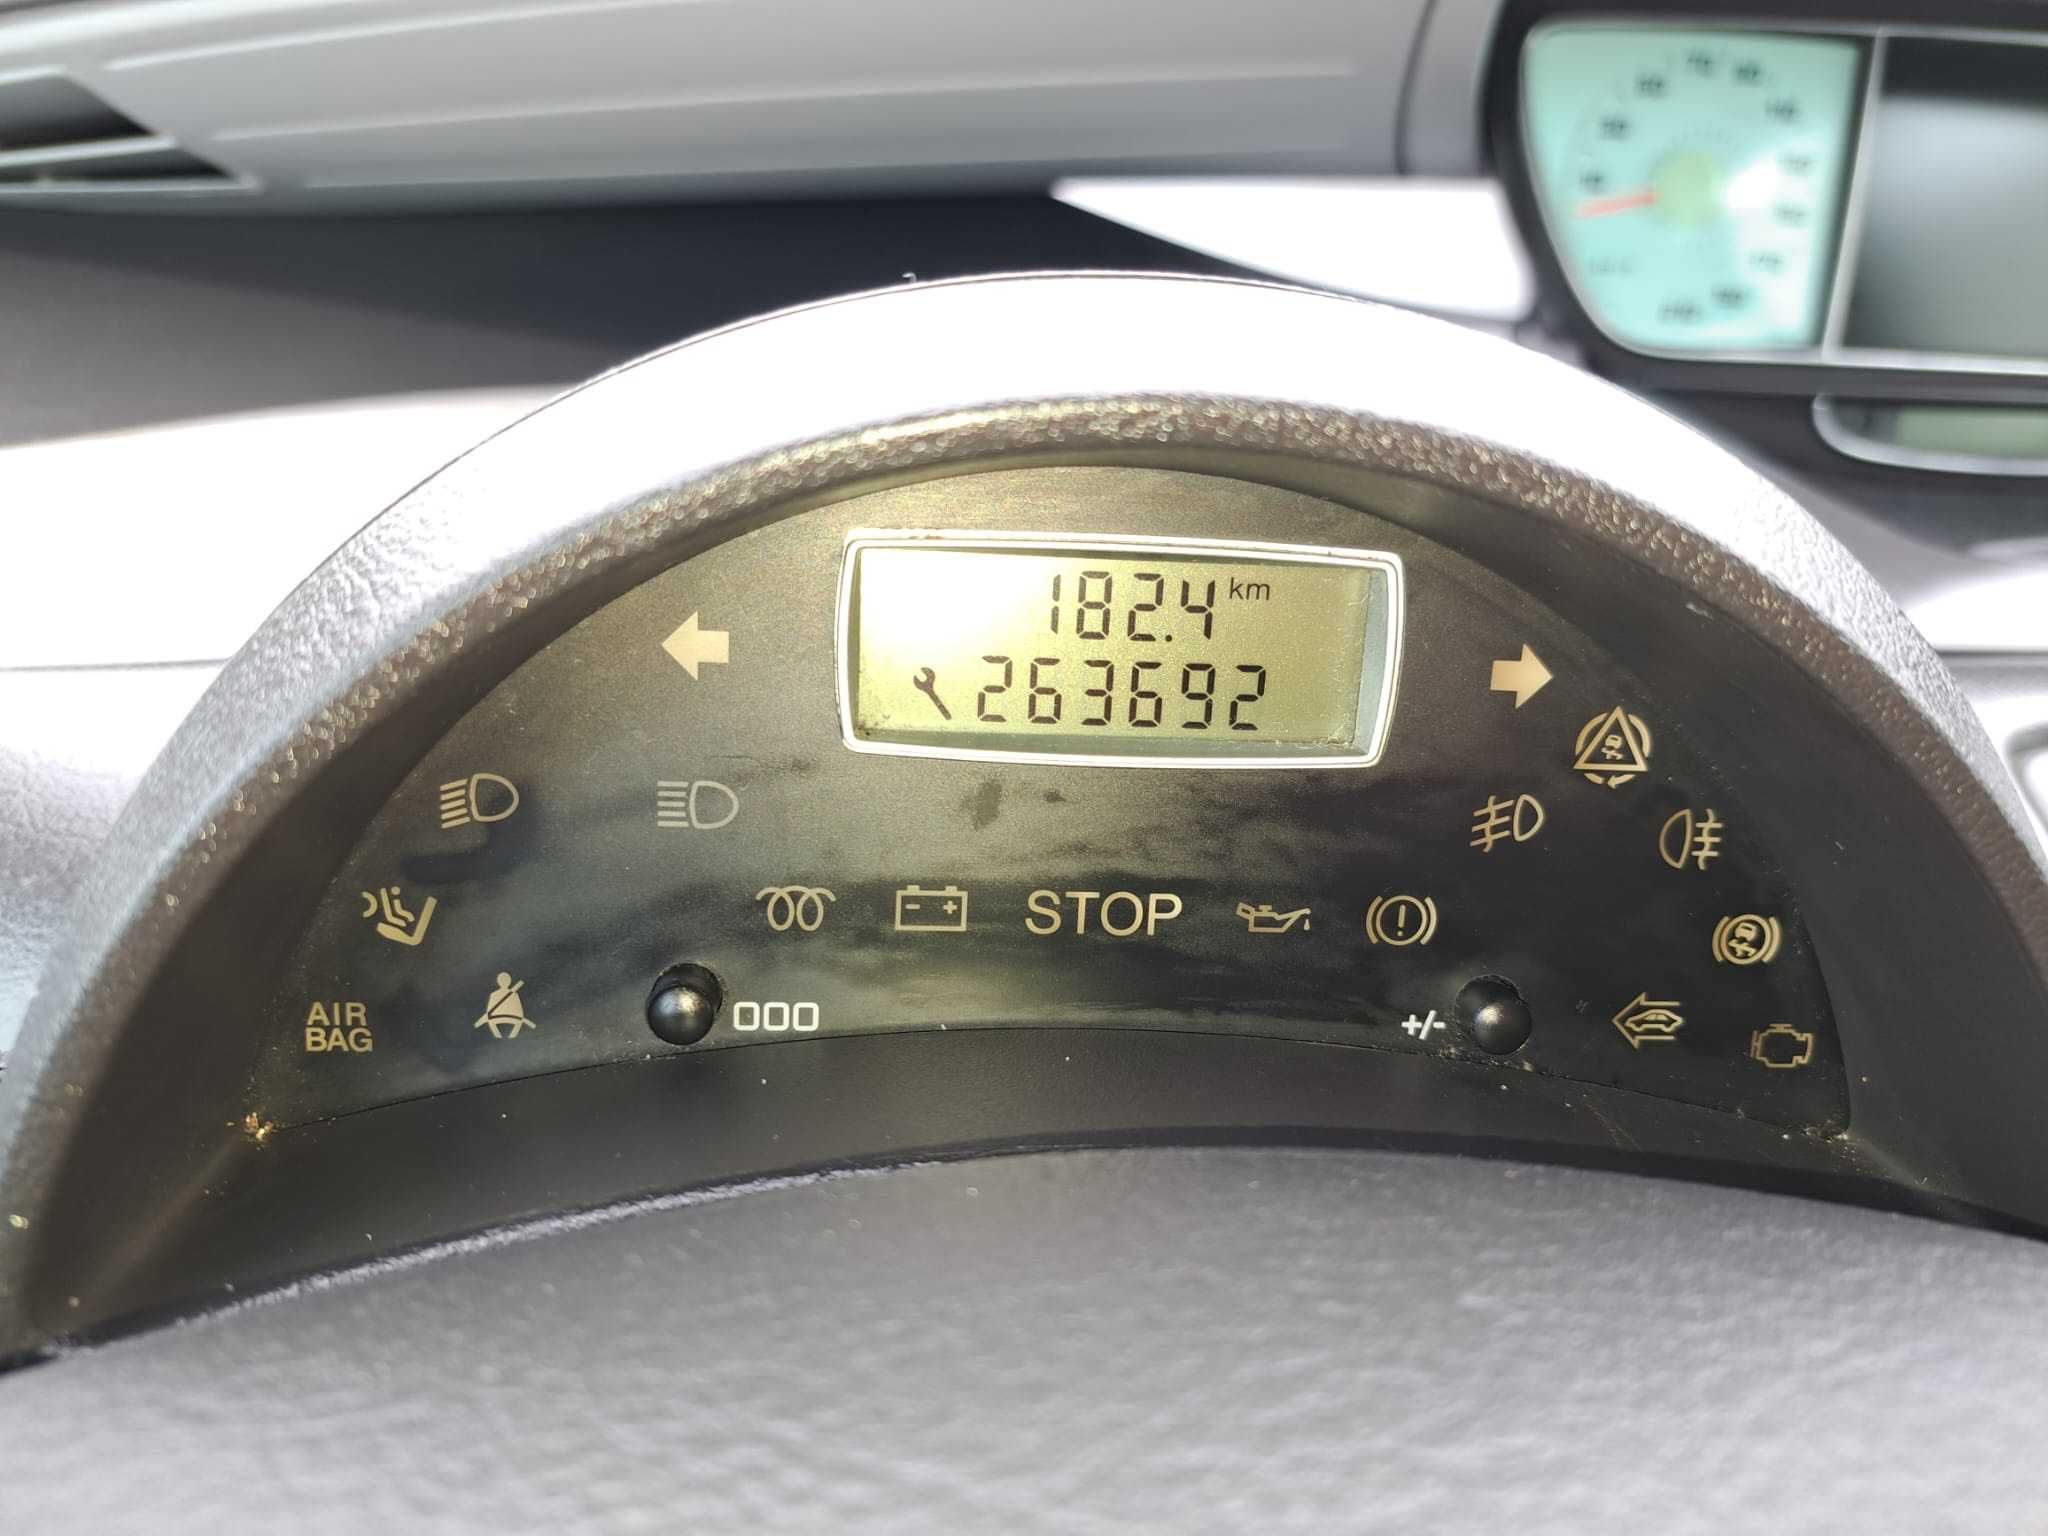 182.4 km
263692
STOP
AIR
BAG
000
+/-